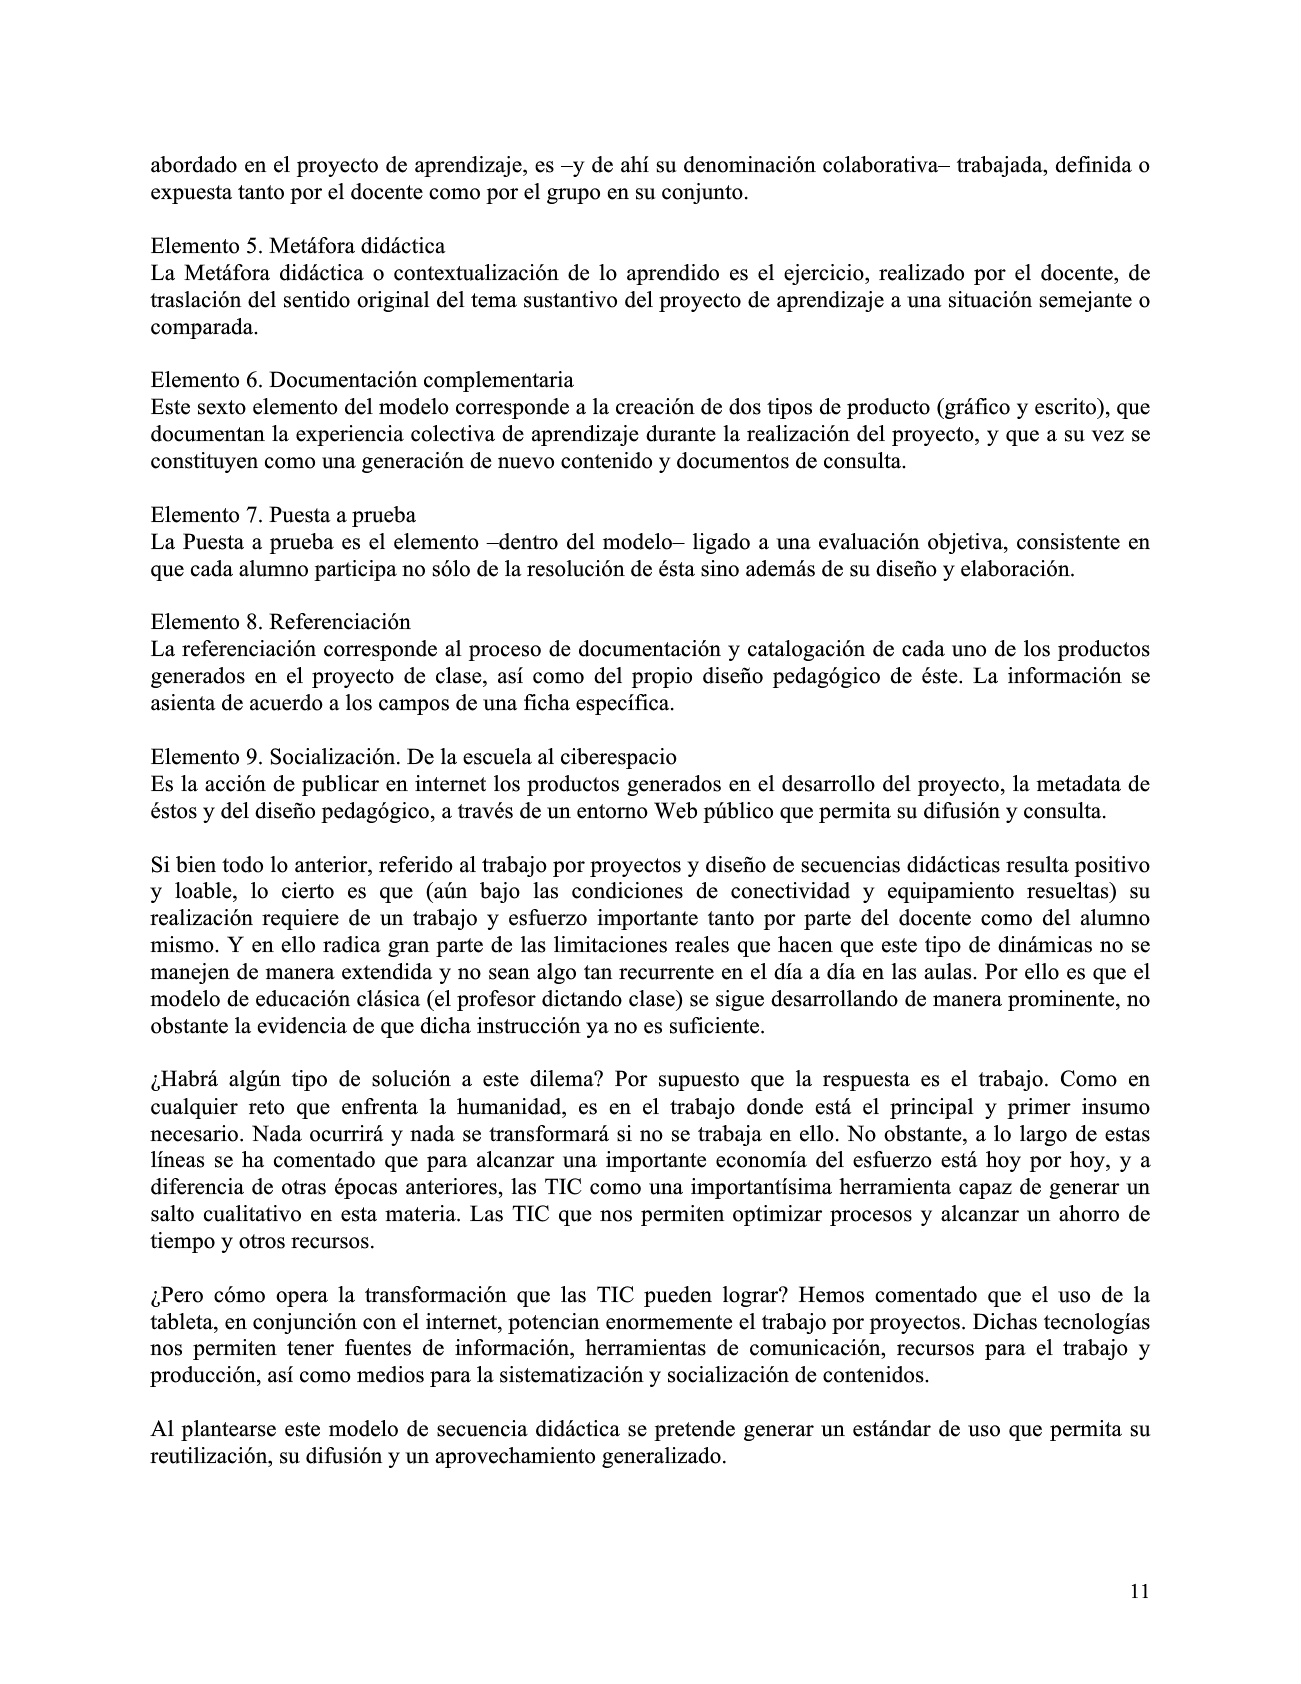 abordado en el proyecto de aprendizaje, es –y de ahí su denominación colaborativa– trabajada, definida o
expuesta tanto por el docente como por el grupo en su conjunto.
Elemento 5. Metáfora didáctica
La Metáfora didáctica o contextualización de lo aprendido es el ejercicio, realizado por el docente, de
traslación del sentido original del tema sustantivo del proyecto de aprendizaje a una situación semejante o
comparada.
Elemento 6. Documentación complementaria
Este sexto elemento del modelo corresponde a la creación de dos tipos de producto (gráfico y escrito), que
documentan la experiencia colectiva de aprendizaje durante la realización del proyecto, y que a su vez se
constituyen como una generación de nuevo contenido y documentos de consulta.
Elemento 7. Puesta a prueba
La Puesta a prueba es el elemento –dentro del modelo– ligado a una evaluación objetiva, consistente en
que cada alumno participa no sólo de la resolución de ésta sino además de su diseño y elaboración.
Elemento 8. Referenciación
La referenciación corresponde al proceso de documentación y catalogación de cada uno de los productos
generados en el proyecto de clase, así como del propio diseño pedagógico de éste. La información se
asienta de acuerdo a los campos de una ficha específica.
Elemento 9. Socialización. De la escuela al ciberespacio
Es la acción de publicar en internet los productos generados en el desarrollo del proyecto, la metadata de
éstos y del diseño pedagógico, a través de un entorno Web público que permita su difusión y consulta.
Si bien todo lo anterior, referido al trabajo por proyectos y diseño de secuencias didácticas resulta positivo
y loable, lo cierto es que (aún bajo las condiciones de conectividad y equipamiento resueltas) su
realización requiere de un trabajo y esfuerzo importante tanto por parte del docente como del alumno
mismo. Y en ello radica gran parte de las limitaciones reales que hacen que este tipo de dinámicas no se
manejen de manera extendida y no sean algo tan recurrente en el día a día en las aulas. Por ello es que el
modelo de educación clásica (el profesor dictando clase) se sigue desarrollando de manera prominente, no
obstante la evidencia de que dicha instrucción ya no es suficiente.
¿Habrá algún tipo de solución a este dilema? Por supuesto que la respuesta es el trabajo. Como en
cualquier reto que enfrenta la humanidad, es en el trabajo donde está el principal y primer insumo
necesario. Nada ocurrirá y nada se transformará si no se trabaja en ello. No obstante, a lo largo de estas
líneas se ha comentado que para alcanzar una importante economía del esfuerzo está hoy por hoy, y a
diferencia de otras épocas anteriores, las TIC como una importantísima herramienta capaz de generar un
salto cualitativo en esta materia. Las TIC que nos permiten optimizar procesos y alcanzar un ahorro de
tiempo y otros recursos.
¿Pero cómo opera la transformación que las TIC pueden lograr? Hemos comentado que el uso de la
tableta, en conjunción con el internet, potencian enormemente el trabajo por proyectos. Dichas tecnologías
nos permiten tener fuentes de información, herramientas de comunicación, recursos para el trabajo y
producción, así como medios para la sistematización y socialización de contenidos.
Al plantearse este modelo de secuencia didáctica se pretende generar un estándar de uso que permita su
reutilización, su difusión y un aprovechamiento generalizado.
11